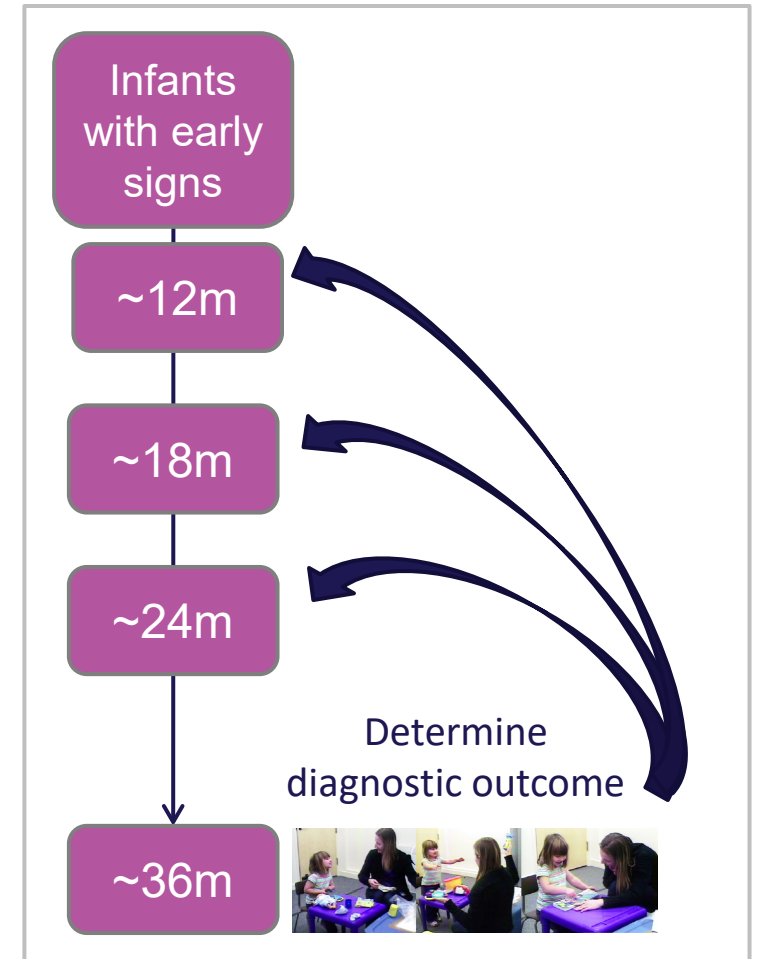 Infants
with early
signs
~12m
~18m
~24m
Determine
diagnostic outcome
~36m